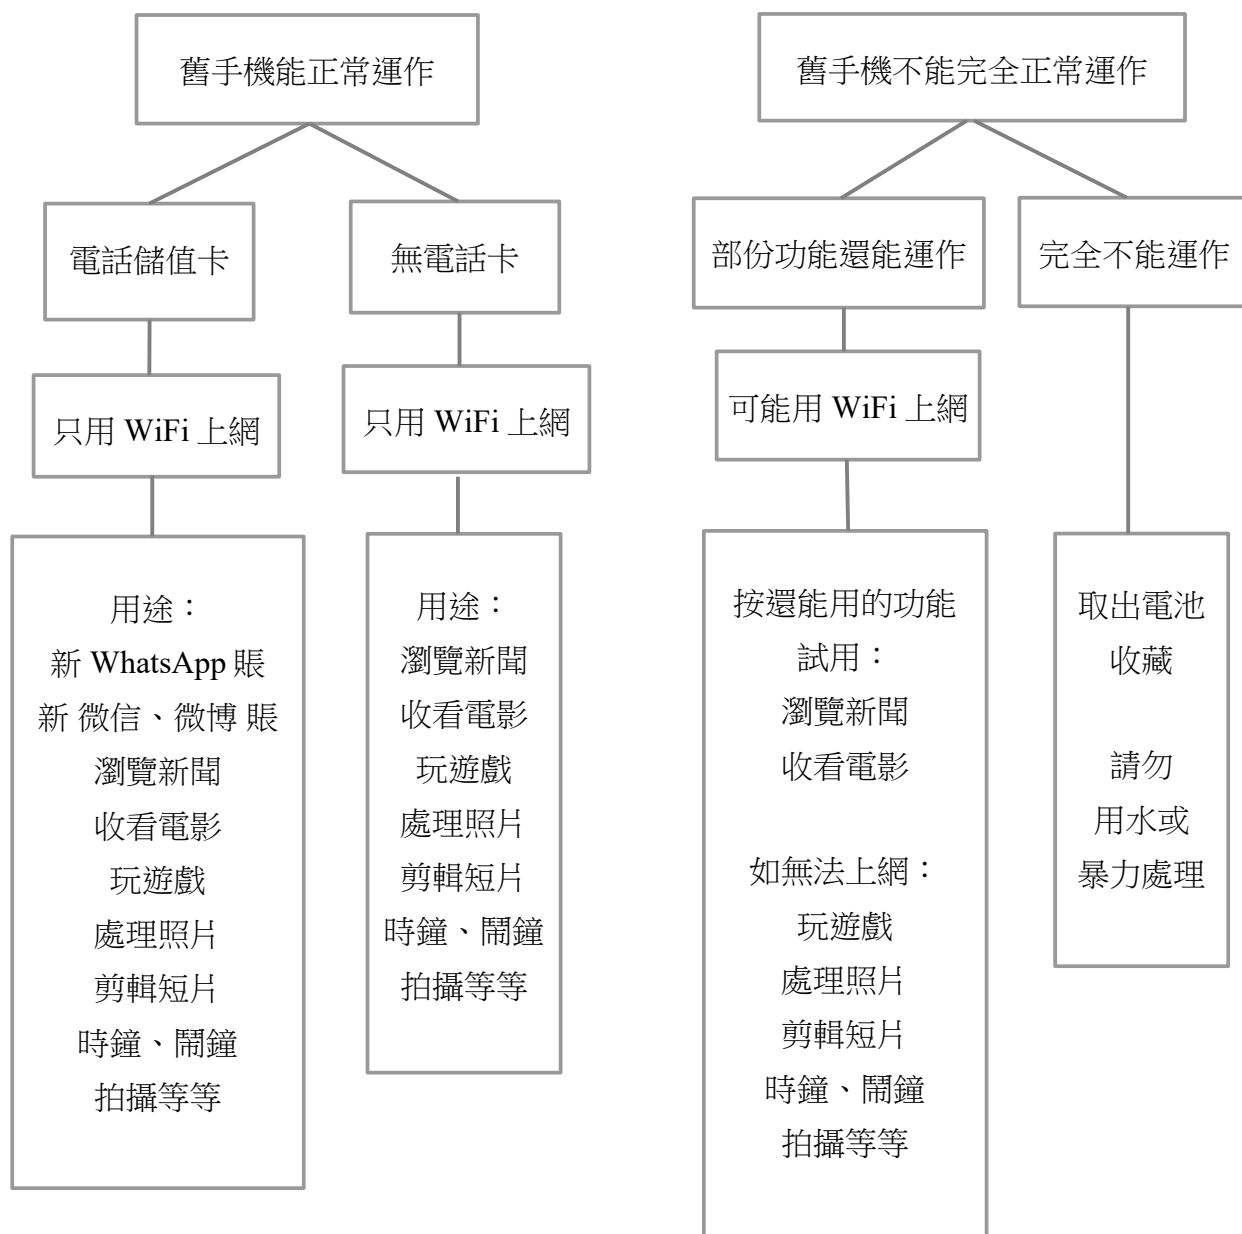 舊手機能正常運作
電話儲值卡
只用 WiFi 上網
用途：
新 WhatsApp 賬
新 微信、微博 賬
瀏覽新聞
收看電影
玩遊戲
處理照片
剪輯短片
時鐘、鬧鐘
拍攝等等
無電話卡
只用 WiFi 上網
用途：
瀏覽新聞
收看電影
玩遊戲
處理照片
剪輯短片
時鐘、鬧鐘
拍攝等等
舊手機不能完全正常運作
部份功能還能運作
可能用 WiFi 上網
按還能用的功能
試用：
瀏覽新聞
收看電影
如無法上網：
玩遊戲
處理照片
剪輯短片
時鐘、鬧鐘
拍攝等等
完全不能運作
取出電池
收藏
請勿
用水或
暴力處理